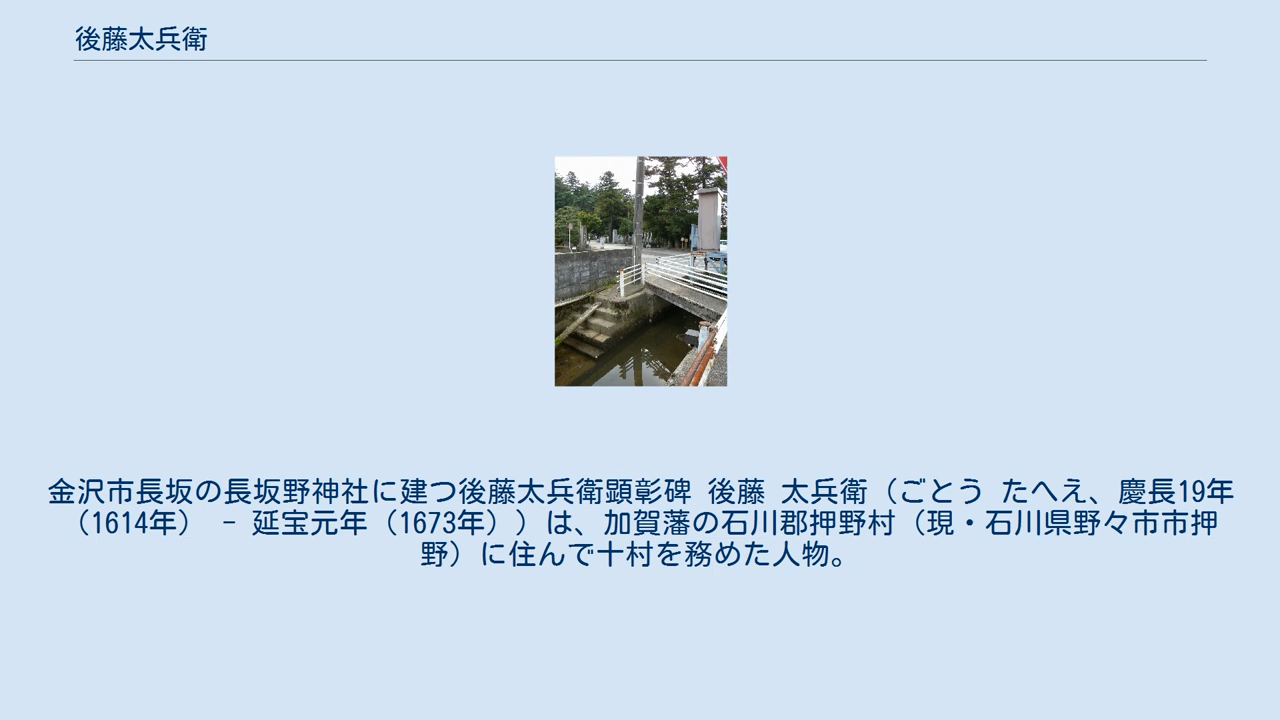 後藤太兵衛
金沢市長坂の長坂野神社に建つ後藤太兵衛顕彰碑 後藤 太兵衛（ごとう たへえ、慶長19年
（1614年） - 延宝元年（1673年））は、加賀藩の石川郡押野村（現・石川県野々市市押
野）に住んで十村を務めた人物。